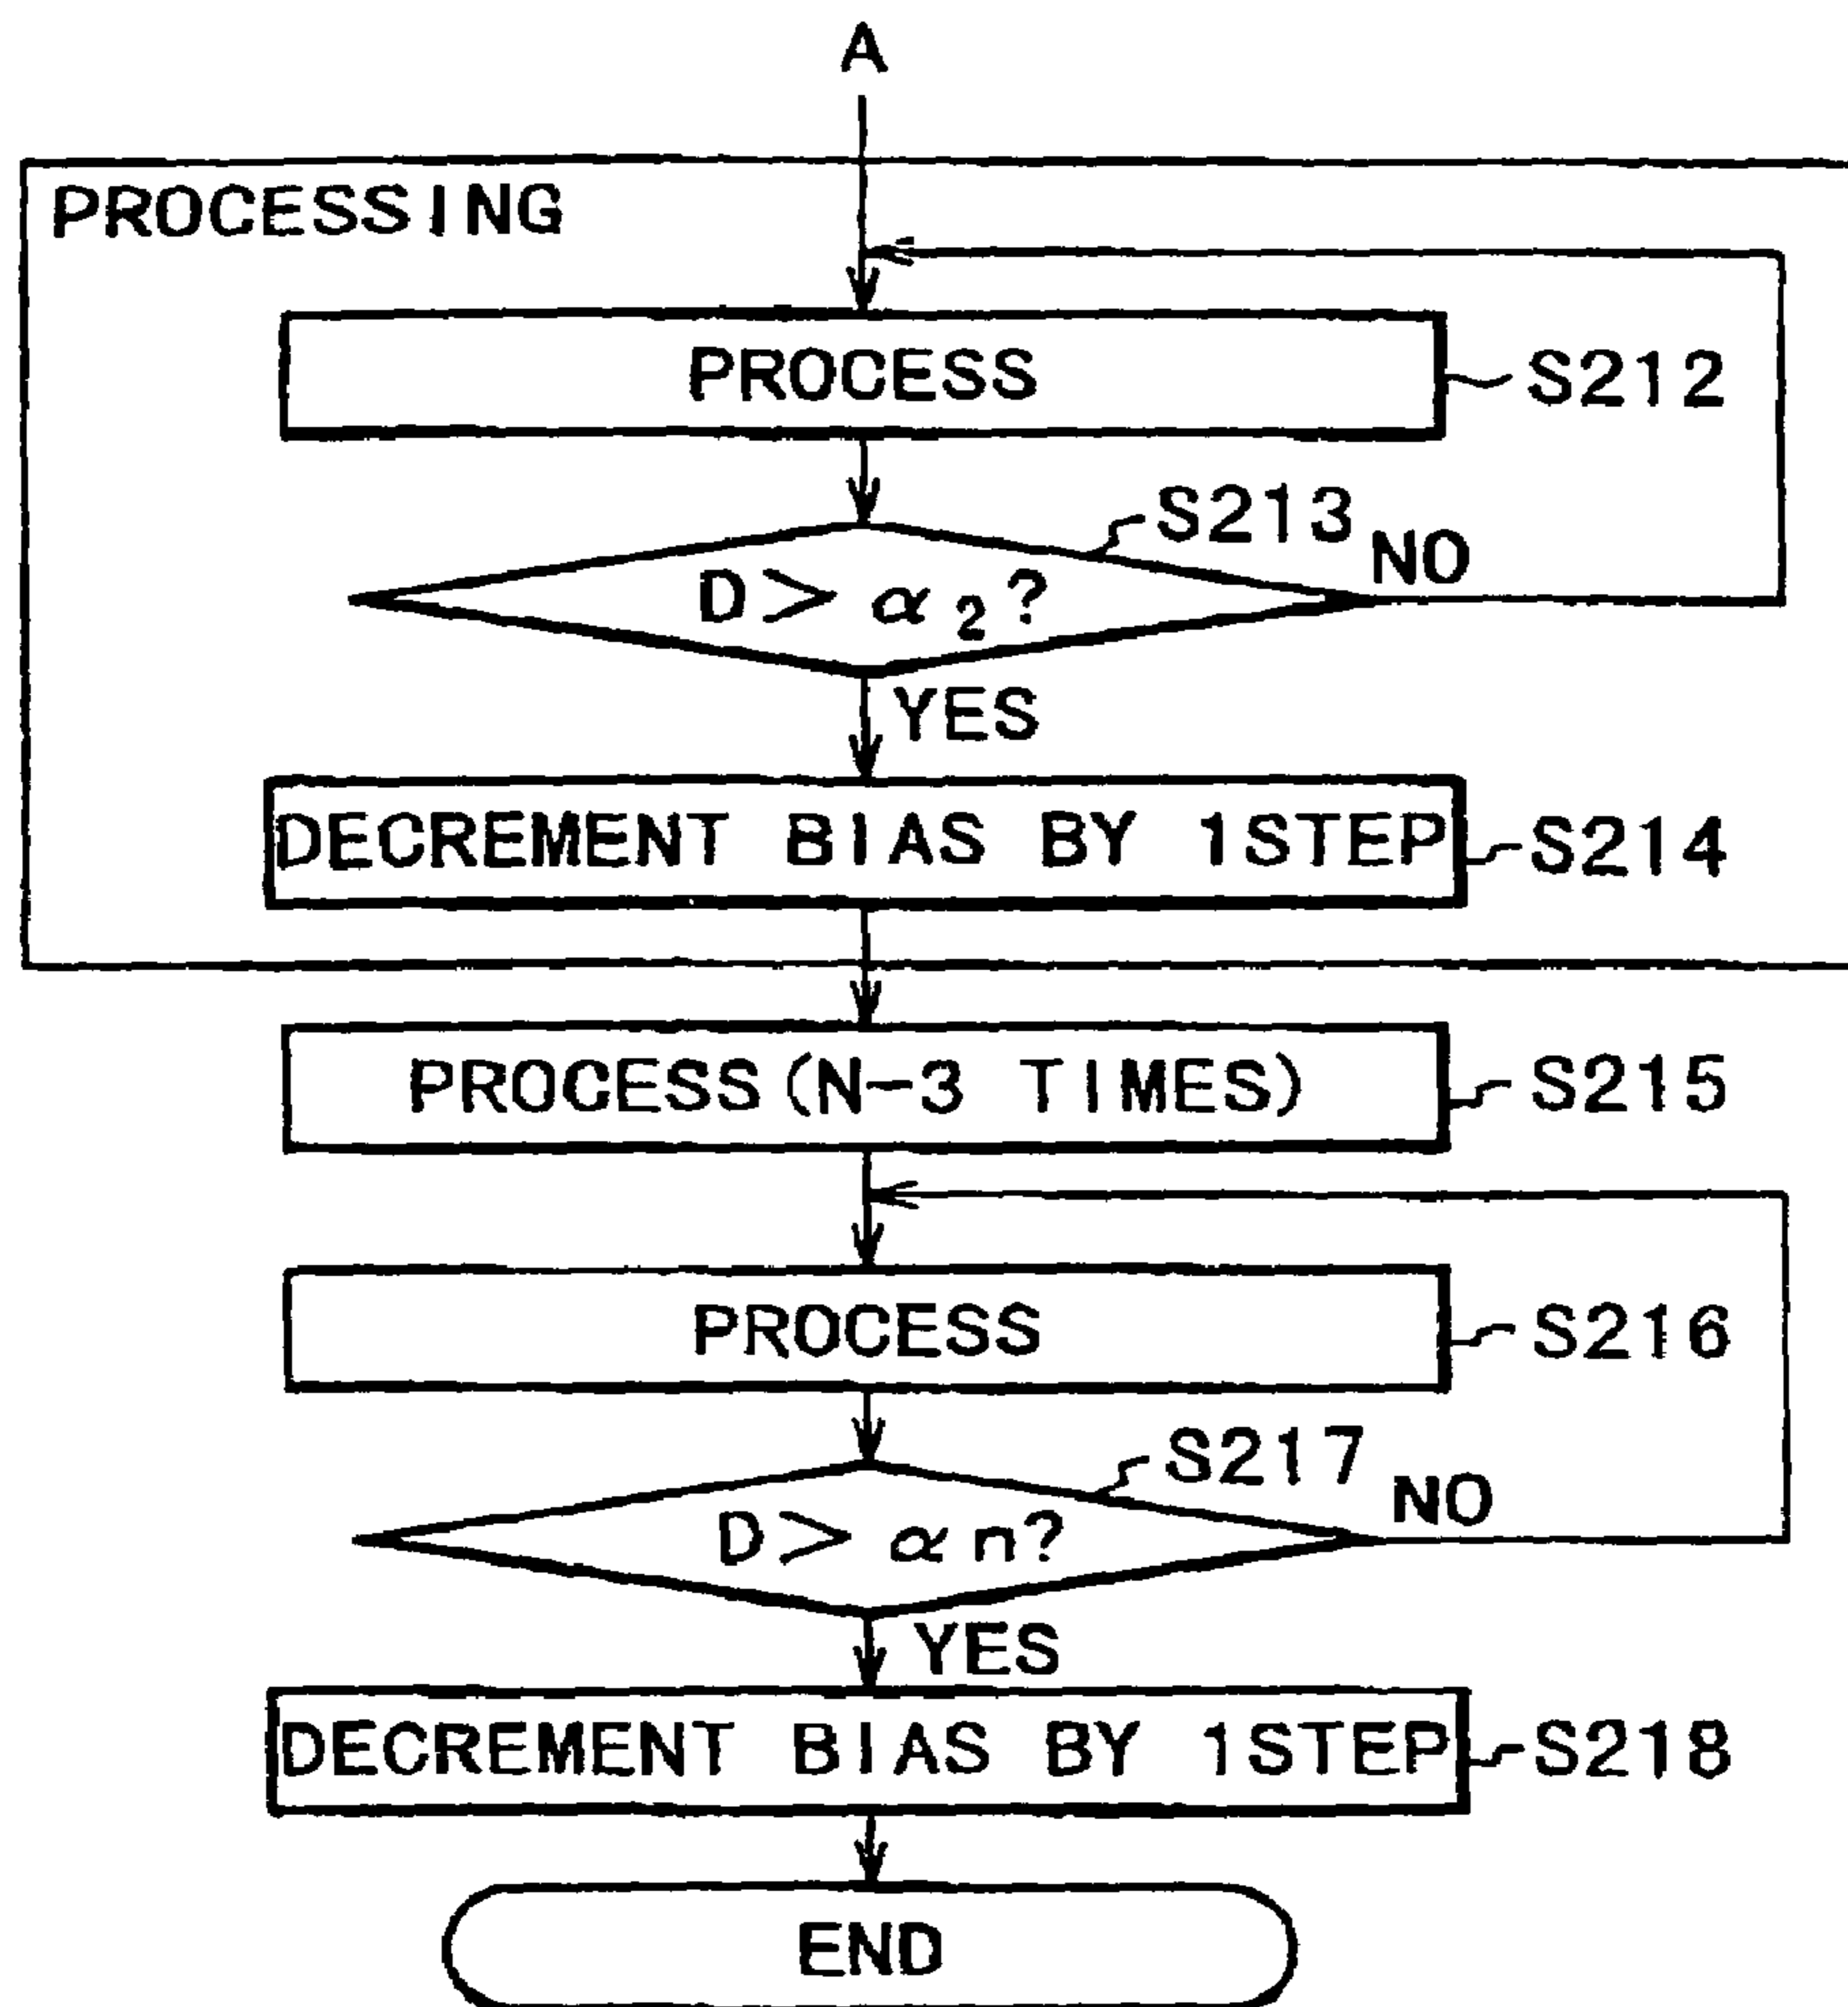 A
PROCESSING
PROCESS
S212
S213
D > α2?
NO
YES
DECREMENT BIAS BY 1STEP
S214
PROCESS (N-3 TIMES)
S215
PROCESS
S216
S217
D > αn?
NO
YES
DECREMENT BIAS BY 1STEP
S218
END